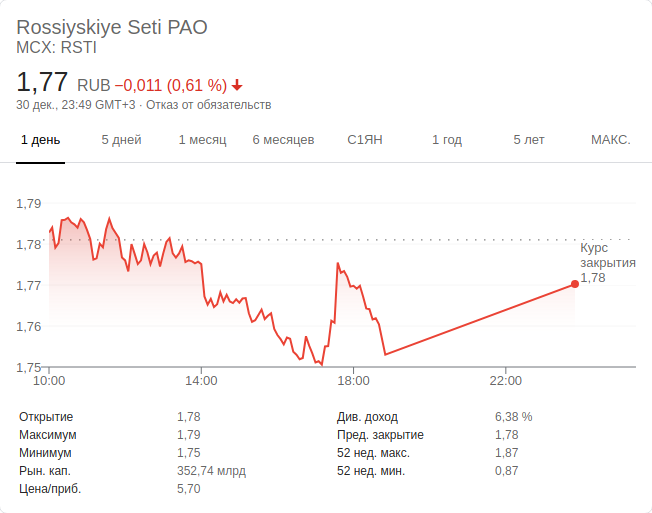 Rossiyskiye Seti PAO
MCX: RSTI
1,77 RUB −0,011 (0,61 %)
30 дек., 23:49 GMT+3 · Отказ от обязательств
1 день 5 дней 1 месяц 6 месяцев С1ЯН 1 год 5 лет МАКС.
1,79
1,78
Курс
закрытия
1,78
1,77
1,76
1,75
10:00 14:00 18:00 22:00
Открытие 1,78 Див. доход 6,38 %
Максимум 1,79 Пред. закрытие 1,78
Минимум 1,75 52 нед. макс. 1,87
Рын. кап. 352,74 млрд 52 нед. мин. 0,87
Цена/приб. 5,70